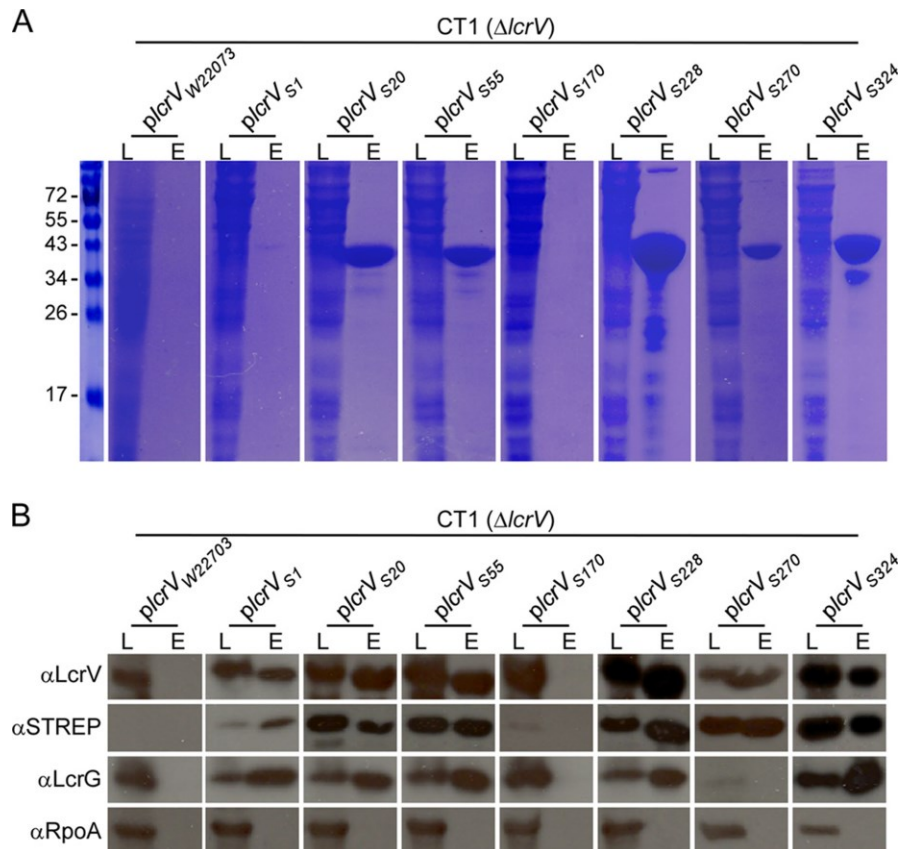 A
CT1 (ΔlcrV)
plcrV W22073 plcrV S1 plcrV S20 plcrV S55 plcrV S170 plcrV S228 plcrV S270 plcrV S324
L E L E L E L E L E L E L E L E
72 -
55 -
43 -
34 -
26 -
17 -
B
CT1 (ΔlcrV)
plcrV W22703 plcrV S1 plcrV S20 plcrV S55 plcrV S170 plcrV S228 plcrV S270 plcrV S324
L E L E L E L E L E L E L E L E
αLcrV
αSTREP
αLcrG
αRpoA